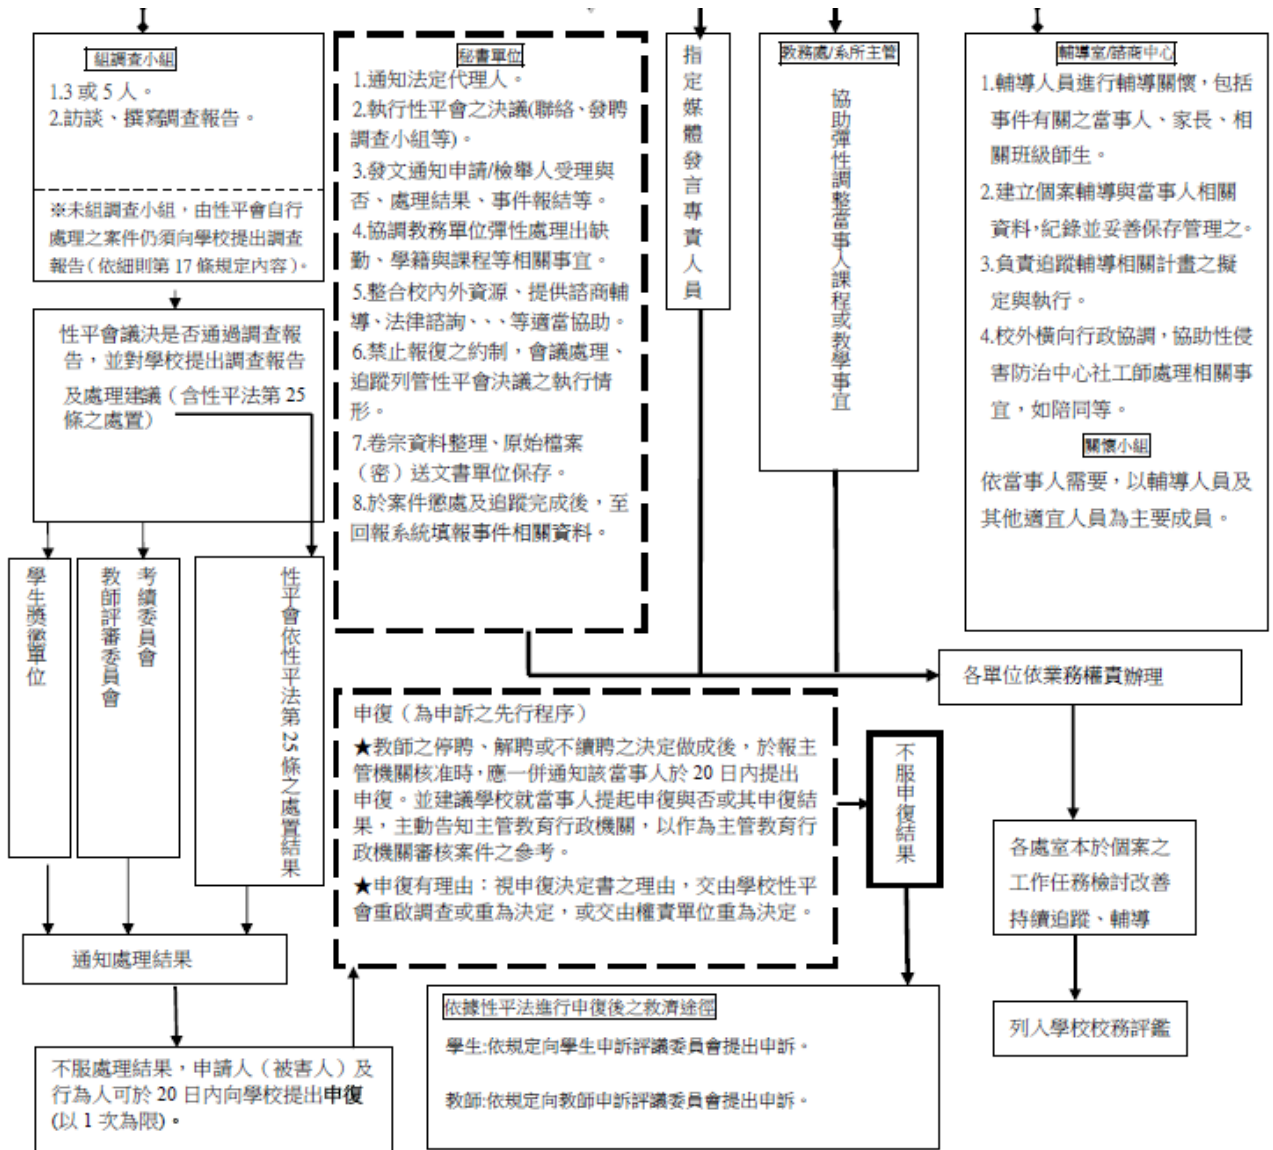 組調查小組
1.3 或 5 人。
2.訪談、撰寫調查報告。
※未組調查小組，由性平會自行
處理之案件仍須向學校提出調查
報告(依細則第 17 條規定內容)。
性平會議決是否通過調查報
告，並對學校提出調查報告
及處理建議（含性平法第 25
條之處置）
學生獎懲單位
考績委員會
教師評審委員會
性平會依性平法第 25 條之處置結果
通知處理結果
不服處理結果，申請人（被害人）及
行為人可於 20 日內向學校提出申復
(以 1 次為限)。
秘書單位
1.通知法定代理人。
2.執行性平會之決議(聯絡、發聘
調查小組等)。
3.發文通知申請/檢舉人受理與
否、處理結果、事件報結等。
4.協調教務單位彈性處理出缺
勤、學籍與課程等相關事宜。
5.整合校內外資源、提供諮商輔
導、法律諮詢、、、等適當協助。
6.禁止報復之約制，會議處理、
追蹤列管性平會決議之執行情
形。
7.卷宗資料整理、原始檔案
（密）送文書單位保存。
8.於案件懲處及追蹤完成後，至
回報系統填報事件相關資料。
指定媒體發言專責人員
教務處/系所主管
協助彈性調整當事人課程或教學事宜
輔導室/諮商中心
1.輔導人員進行輔導關懷，包括
事件有關之當事人、家長、相
關班級師生。
2.建立個案輔導與當事人相關
資料，紀錄並妥善保存管理之。
3.負責追蹤輔導相關計畫之擬
定與執行。
4.校外橫向行政協調，協助性侵
害防治中心社工師處理相關事
宜，如陪同等。
關懷小組
依當事人需要，以輔導人員及
其他適宜人員為主要成員。
各單位依業務權責辦理
申復（為申訴之先行程序）
★教師之停聘、解聘或不續聘之決定做成後，於報主
管機關核准時，應一併通知該當事人於 20 日內提出
申復。並建議學校就當事人提起申復與否或其申復結
果，主動告知主管教育行政機關，以作為主管教育行
政機關審核案件之參考。
★申復有理由：視申復決定書之理由，交由學校性平
會重啟調查或重為決定，或交由權責單位重為決定。
不服申復結果
依據性平法進行申復後之救濟途徑
學生:依規定向學生申訴評議委員會提出申訴。
教師:依規定向教師申訴評議委員會提出申訴。
各處室本於個案之
工作任務檢討改善
持續追蹤、輔導
列入學校校務評鑑